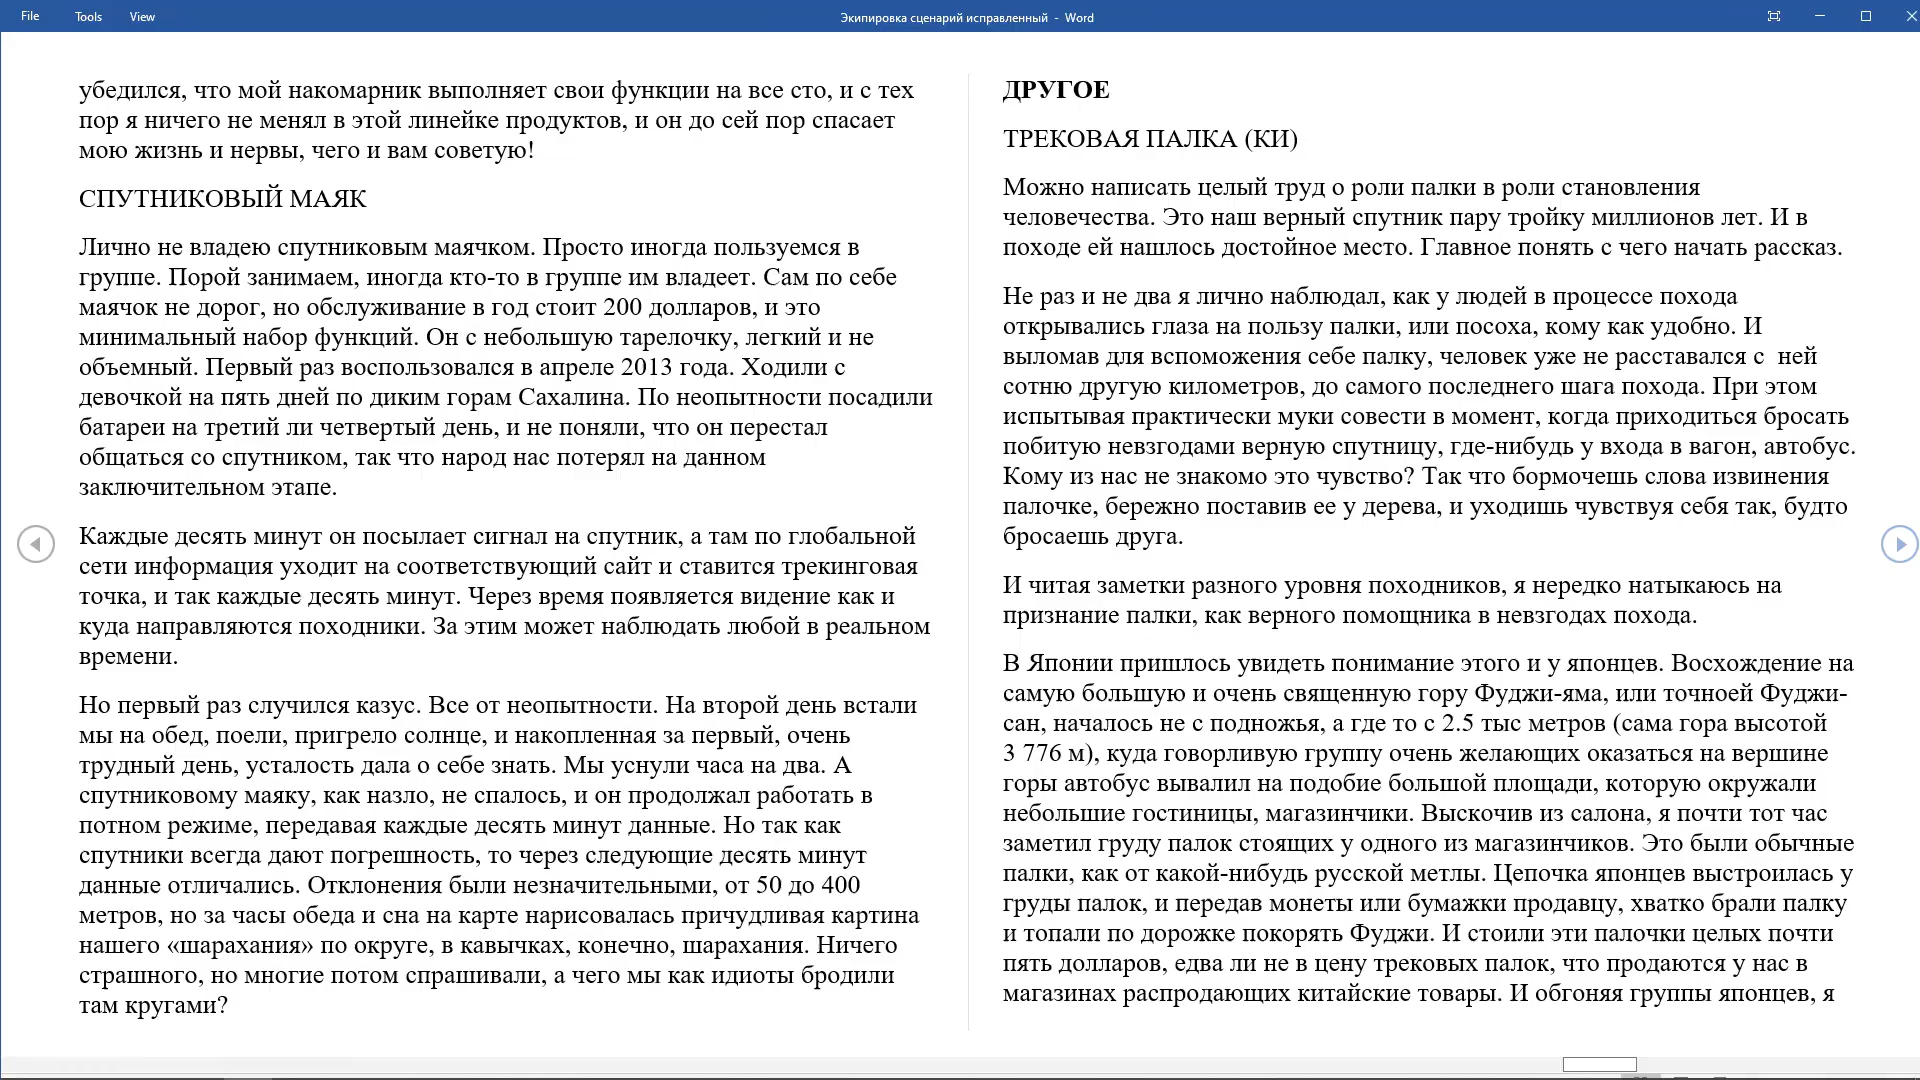 File Tools View Экипировка сценарий исправленный - Word
убедился, что мой накомарник выполняет свои функции на все сто, и с тех
пор я ничего не менял в этой линейке продуктов, и он до сей пор спасает
мою жизнь и нервы, чего и вам советую!
СПУТНИКОВЫЙ МАЯК
Лично не владею спутниковым маячком. Просто иногда пользуемся в
группе. Порой занимаем, иногда кто-то в группе им владеет. Сам по себе
маячок не дорог, но обслуживание в год стоит 200 долларов, и это
минимальный набор функций. Он с небольшую тарелочку, легкий и не
объемный. Первый раз воспользовался в апреле 2013 года. Ходили с
девочкой на пять дней по диким горам Сахалина. По неопытности посадили
батареи на третий ли четвертый день, и не поняли, что он перестал
общаться со спутником, так что народ нас потерял на данном
заключительном этапе.
Каждые десять минут он посылает сигнал на спутник, а там по глобальной
сети информация уходит на соответствующий сайт и ставится трекинговая
точка, и так каждые десять минут. Через время появляется видение как и
куда направляются походники. За этим может наблюдать любой в реальном
времени.
Но первый раз случился казус. Все от неопытности. На второй день встали
мы на обед, поели, пригрело солнце, и накопленная за первый, очень
трудный день, усталость дала о себе знать. Мы уснули часа на два. А
спутниковому маяку, как назло, не спалось, и он продолжал работать в
потном режиме, передавая каждые десять минут данные. Но так как
спутники всегда дают погрешность, то через следующие десять минут
данные отличались. Отклонения были незначительными, от 50 до 400
метров, но за часы обеда и сна на карте нарисовалась причудливая картина
нашего «шарахания» по округе, в кавычках, конечно, шарахания. Ничего
страшного, но многие потом спрашивали, а чего мы как идиоты бродили
там кругами?
ДРУГОЕ
ТРЕКОВАЯ ПАЛКА (КИ)
Можно написать целый труд о роли палки в роли становления
человечества. Это наш верный спутник пару тройку миллионов лет. И в
походе ей нашлось достойное место. Главное понять с чего начать рассказ.
Не раз и не два я лично наблюдал, как у людей в процессе похода
открывались глаза на пользу палки, или посоха, кому как удобно. И
выломав для вспоможения себе палку, человек уже не расставался с  ней
сотню другую километров, до самого последнего шага похода. При этом
испытывая практически муки совести в момент, когда приходиться бросать
побитую невзгодами верную спутницу, где-нибудь у входа в вагон, автобус.
Кому из нас не знакомо это чувство? Так что бормочешь слова извинения
палочке, бережно поставив ее у дерева, и уходишь чувствуя себя так, будто
бросаешь друга.
И читая заметки разного уровня походников, я нередко натыкаюсь на
признание палки, как верного помощника в невзгодах похода.
В Японии пришлось увидеть понимание этого и у японцев. Восхождение на
самую большую и очень священную гору Фуджи-яма, или точноей Фуджи-
сан, началось не с подножья, а где то с 2.5 тыс метров (сама гора высотой
3 776 м), куда говорливую группу очень желающих оказаться на вершине
горы автобус вывалил на подобие большой площади, которую окружали
небольшие гостиницы, магазинчики. Выскочив из салона, я почти тот час
заметил груду палок стоящих у одного из магазинчиков. Это были обычные
палки, как от какой-нибудь русской метлы. Цепочка японцев выстроилась у
груды палок, и передав монеты или бумажки продавцу, хватко брали палку
и топали по дорожке покорять Фуджи. И стоили эти палочки целых почти
пять долларов, едва ли не в цену трековых палок, что продаются у нас в
магазинах распродающих китайские товары. И обгоняя группы японцев, я